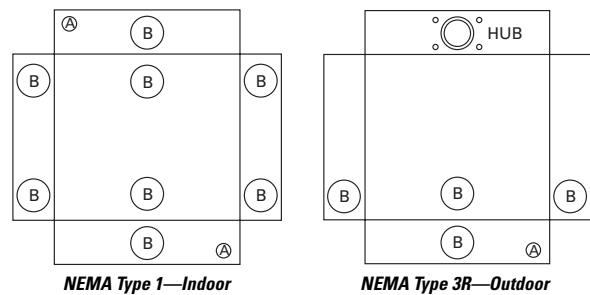 A B HUB
B B B
B B B B B B
B A B A
NEMA Type 1—Indoor NEMA Type 3R—Outdoor